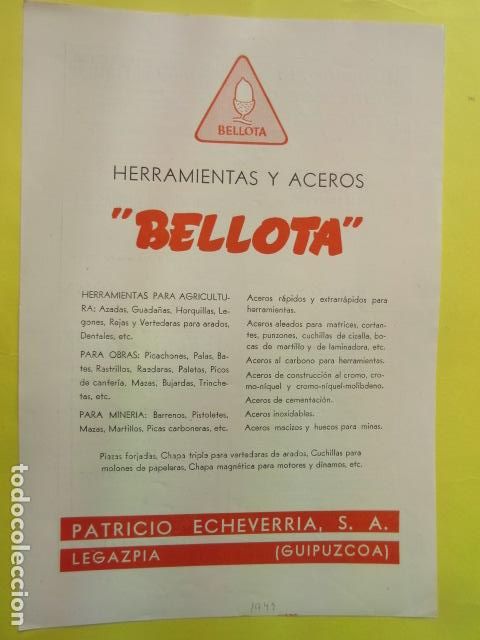 BELLOTA
HERRAMIENTAS Y ACEROS
"BELLOTA"
HERRAMIENTAS PARA AGRICULTU-
RA: Azadas, Guadañas, Horquillas, Le-
gones, Rejas y Vertederas para arados,
Dentales, etc.
PARA OBRAS: Picachones, Palas, Ba-
tes, Rastrillos, Raederas, Paletas, Picos
de cantería, Mazas, Bujardas, Trinche-
tas, etc.
PARA MINERIA: Barrenos, Pistoletes,
Mazas, Martillos, Picas carboneras, etc.
Aceros rápidos y extrarrápidos para
herramientas.
Aceros aleados para matrices, cortan-
tes, punzones, cuchillas de cizalla, bo-
cas de martillo y de laminadora, etc.
Aceros al carbono para herramientas.
Aceros de construcción al cromo, cro-
mo-níquel y cromo-níquel-molibdeno.
Aceros de cementación.
Aceros inoxidables.
Aceros macizos y huecos para minas.
Piezas forjadas, Chapa triple para vertederas de arados, Cuchillas para
molones de papeleras, Chapa magnética para motores y dínamos, etc.
PATRICIO ECHEVERRIA, S. A.
LEGAZPIA (GUIPUZCOA)
1949
todocoleccion